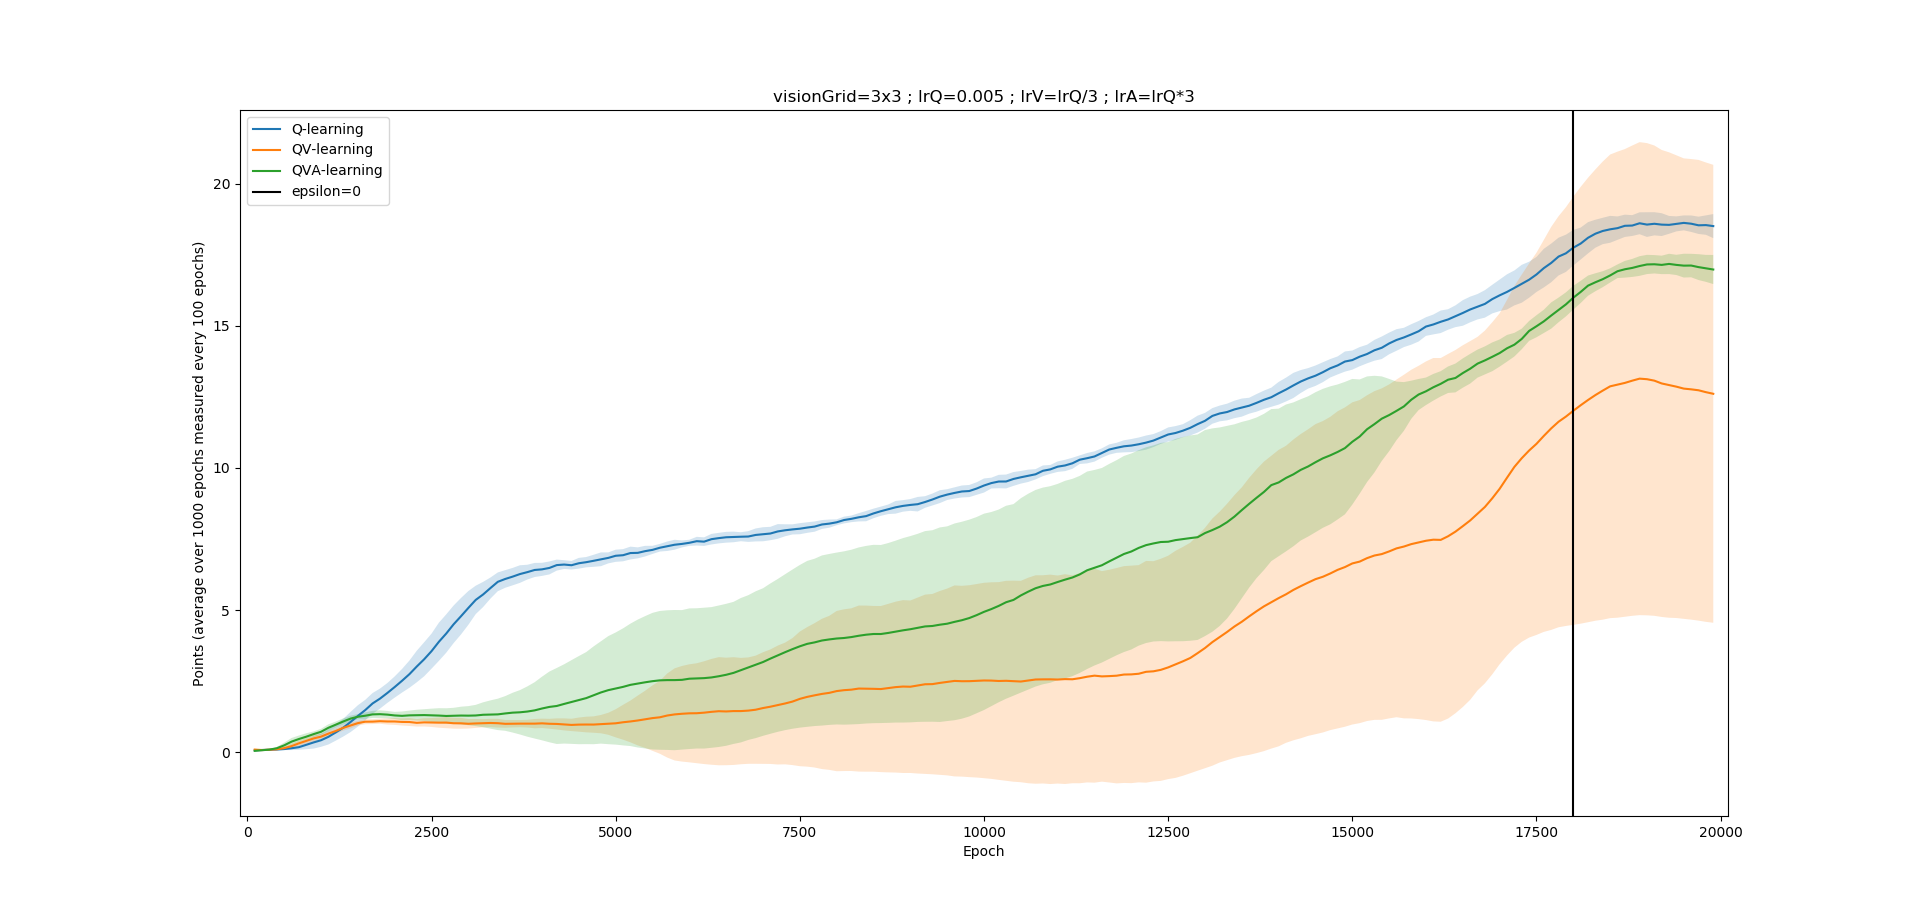 visionGrid=3x3 ; lrQ=0.005 ; lrV=lrQ/3 ; lrA=lrQ*3
Q-learning
QV-learning
QVA-learning
epsilon=0
Points (average over 1000 epochs measured every 100 epochs)
20
15
10
5
0
0 2500 5000 7500 10000 12500 15000 17500 20000
Epoch